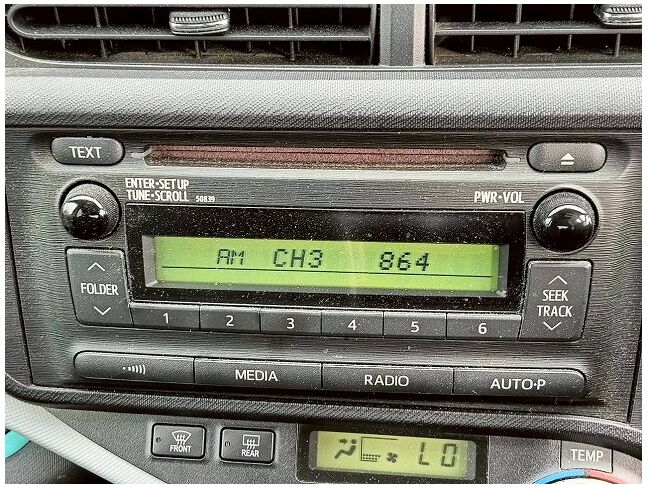 TEXT
ENTER•SETUP
TUNE•SCROLL 50839
PWR•VOL
AM CH3 864
FOLDER
SEEK
TRACK
1 2 3 4 5 6
MEDIA RADIO AUTO•P
FRONT REAR LO TEMP